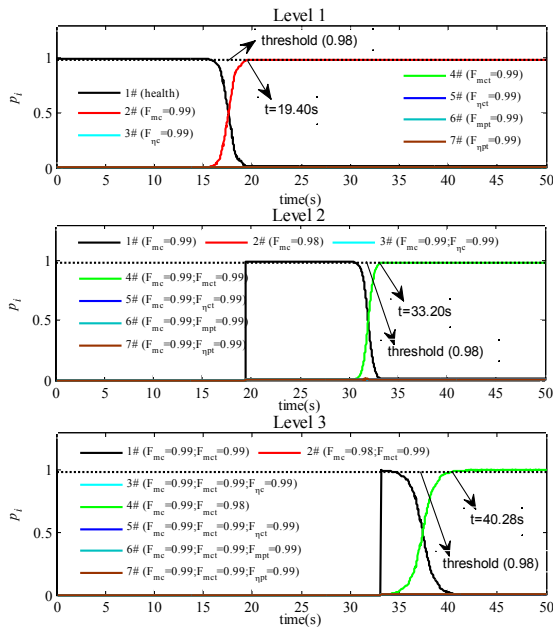 Level 1
threshold (0.98)
1# (health)
2# (F_mc=0.99)
3# (F_ηc=0.99)
4# (F_mct=0.99)
5# (F_ηct=0.99)
6# (F_mpt=0.99)
7# (F_ηpt=0.99)
t=19.40s
p_i
1
0.5
0
0 5 10 15 20 25 30 35 40 45 50
time(s)
Level 2
1# (F_mc=0.99) 2# (F_mc=0.98) 3# (F_mc=0.99;F_ηc=0.99)
4# (F_mc=0.99;F_mct=0.99)
5# (F_mc=0.99;F_ηct=0.99)
6# (F_mc=0.99;F_mpt=0.99)
7# (F_mc=0.99;F_ηpt=0.99)
t=33.20s
threshold (0.98)
p_i
1
0.5
0
0 5 10 15 20 25 30 35 40 45 50
time(s)
Level 3
1# (F_mc=0.99;F_mct=0.99) 2# (F_mc=0.98;F_mct=0.99)
3# (F_mc=0.99;F_mct=0.99;F_ηc=0.99)
4# (F_mc=0.99;F_mct=0.98)
5# (F_mc=0.99;F_mct=0.99;F_ηct=0.99)
6# (F_mc=0.99;F_mct=0.99;F_mpt=0.99)
7# (F_mc=0.99;F_mct=0.99;F_ηpt=0.99)
t=40.28s
threshold (0.98)
p_i
1
0.5
0
0 5 10 15 20 25 30 35 40 45 50
time(s)